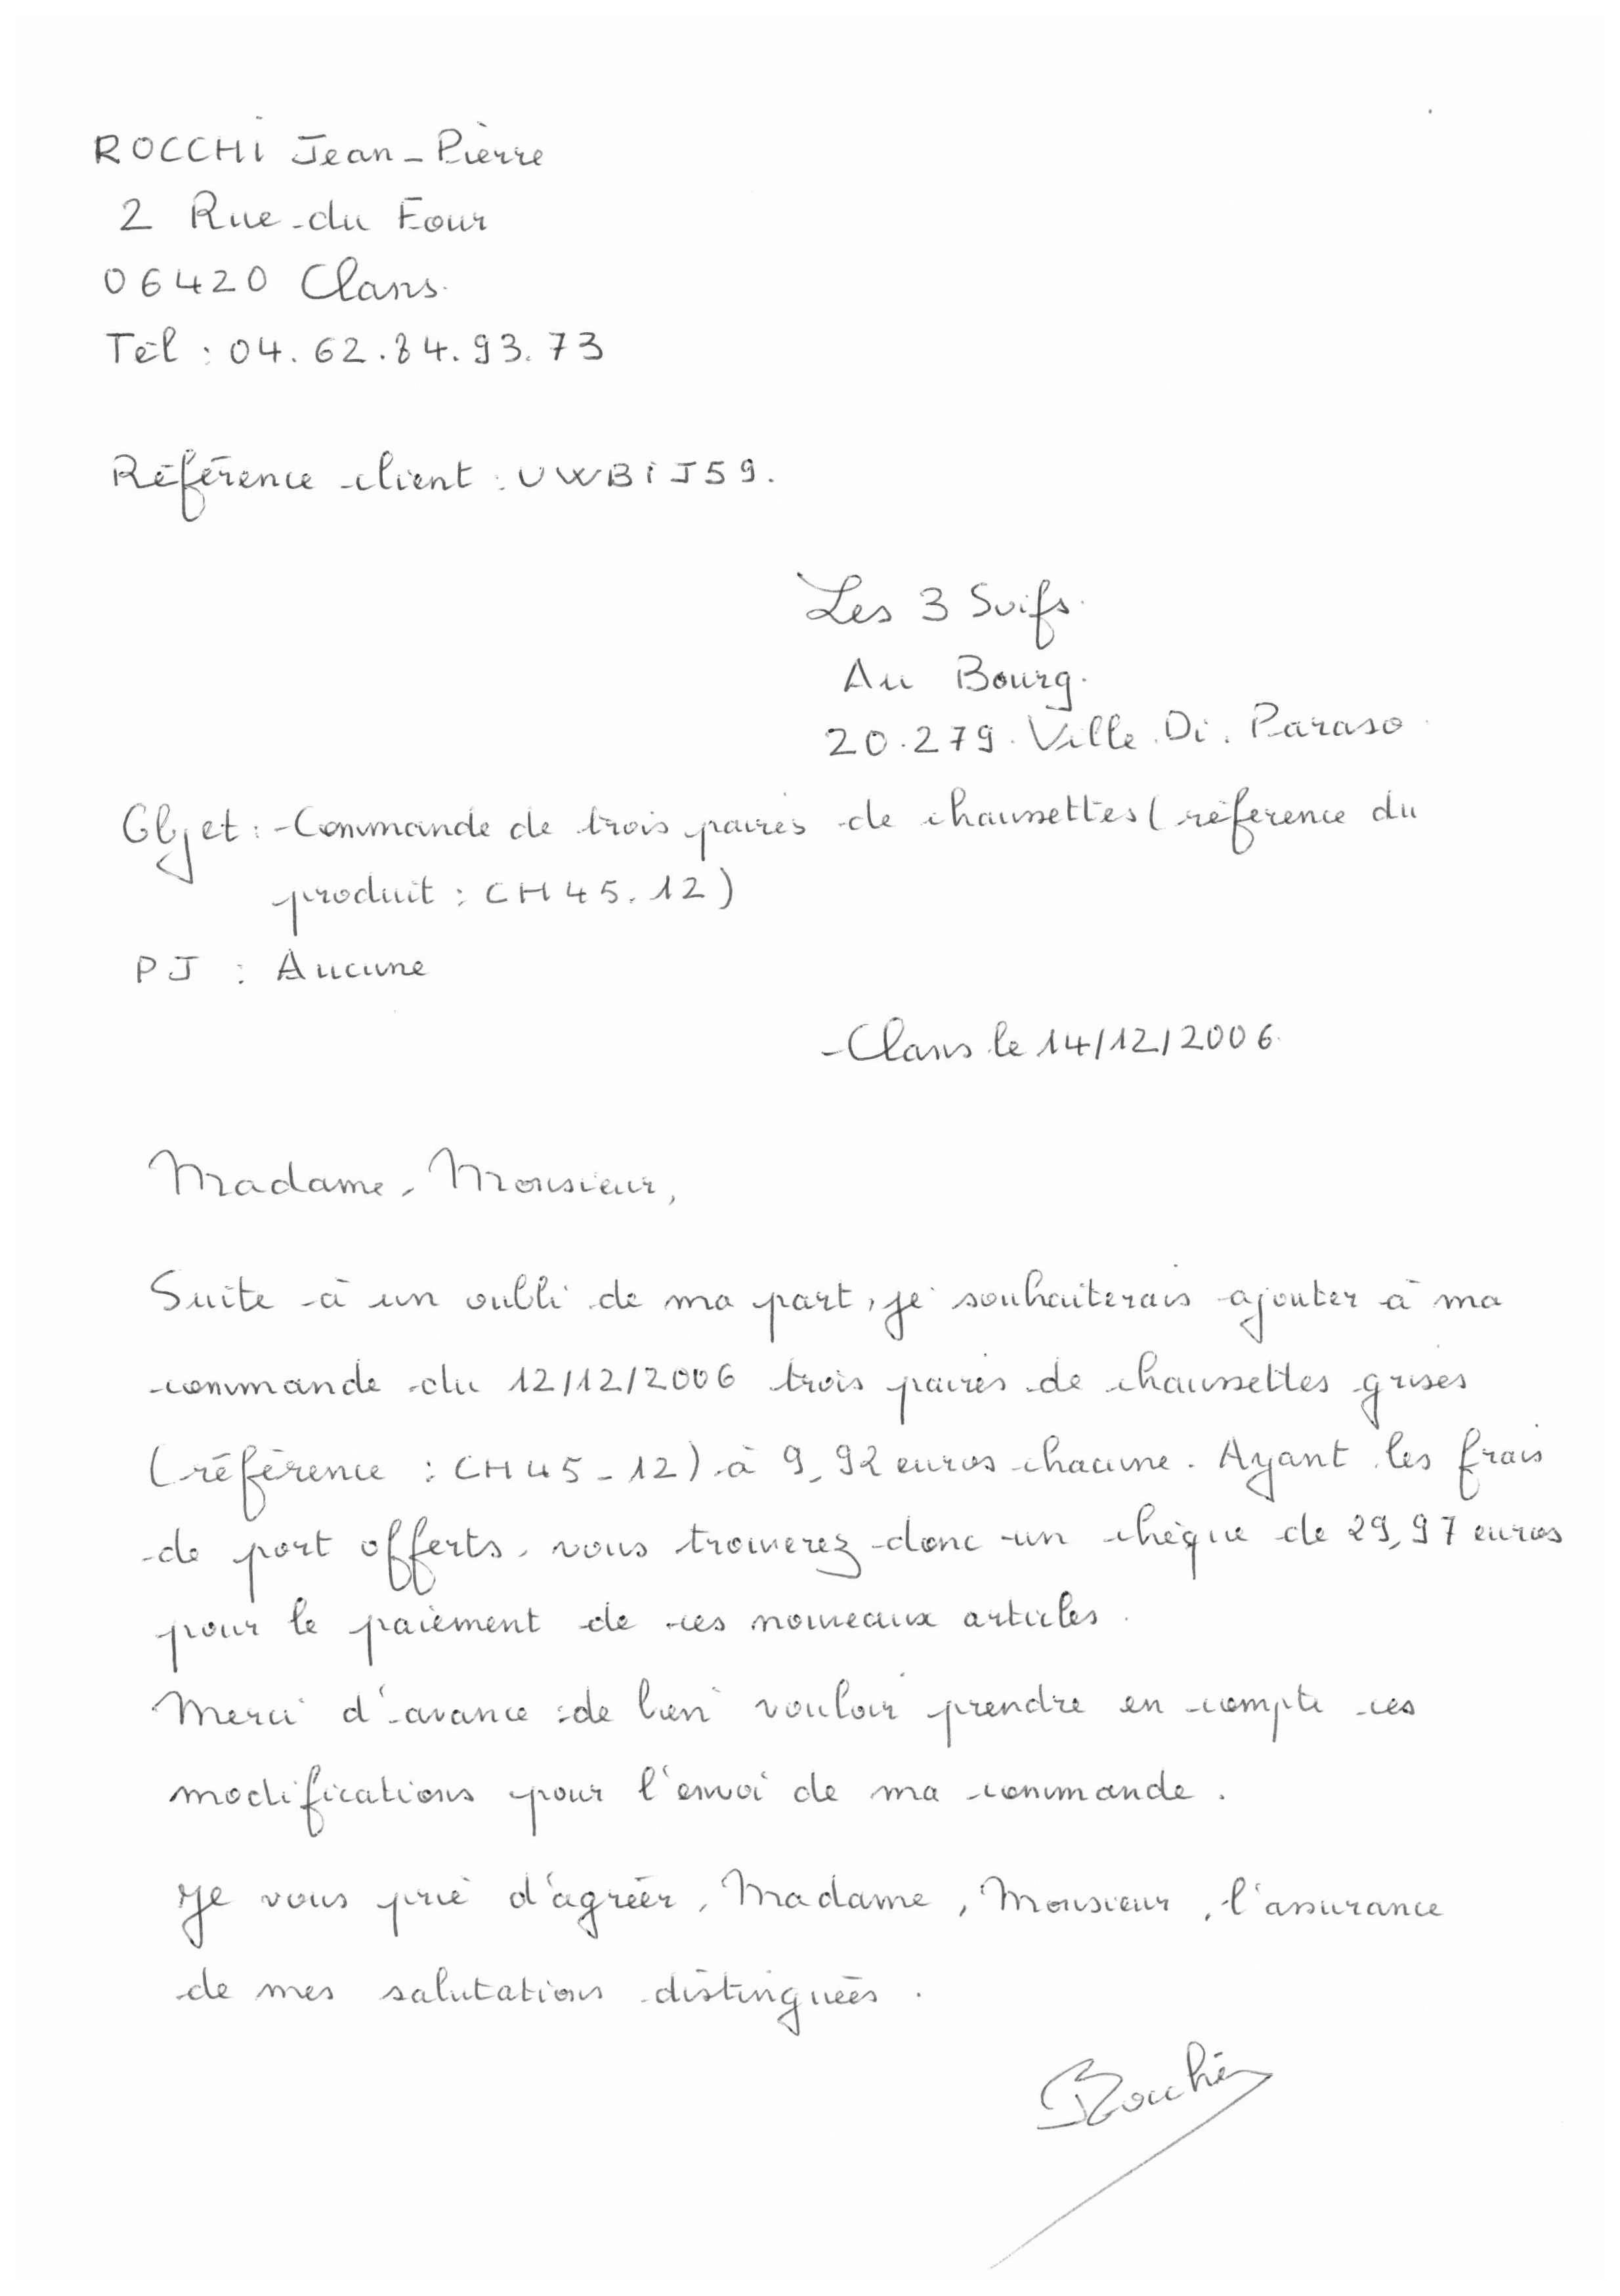 ROCCHI Jean-Pierre
2 Rue du Four
06420 Clans.
Tél : 04.62.84.93.73
Référence client : UWBIJ59.
Les 3 Suifs.
Au Bourg.
20.279. Ville. Di. Paraso.
Objet : Commande de trois paires de chaussettes (référence du
produit : CH45.12)
PJ : Aucune
Clans le 14/12/2006.
Madame, Monsieur,
Suite à un oubli de ma part, je souhaiterais ajouter à ma
commande du 12/12/2006 trois paires de chaussettes grises
(référence : CH45-12) à 9,92 euros chacune. Ayant les frais
de port offerts, vous trouverez donc un chèque de 29,97 euros
pour le paiement de ces nouveaux articles.
Merci d'avance de bien vouloir prendre en compte ces
modifications pour l'envoi de ma commande.
Je vous prie d'agréer, Madame, Monsieur, l'assurance
de mes salutations distinguées.
Rocchi